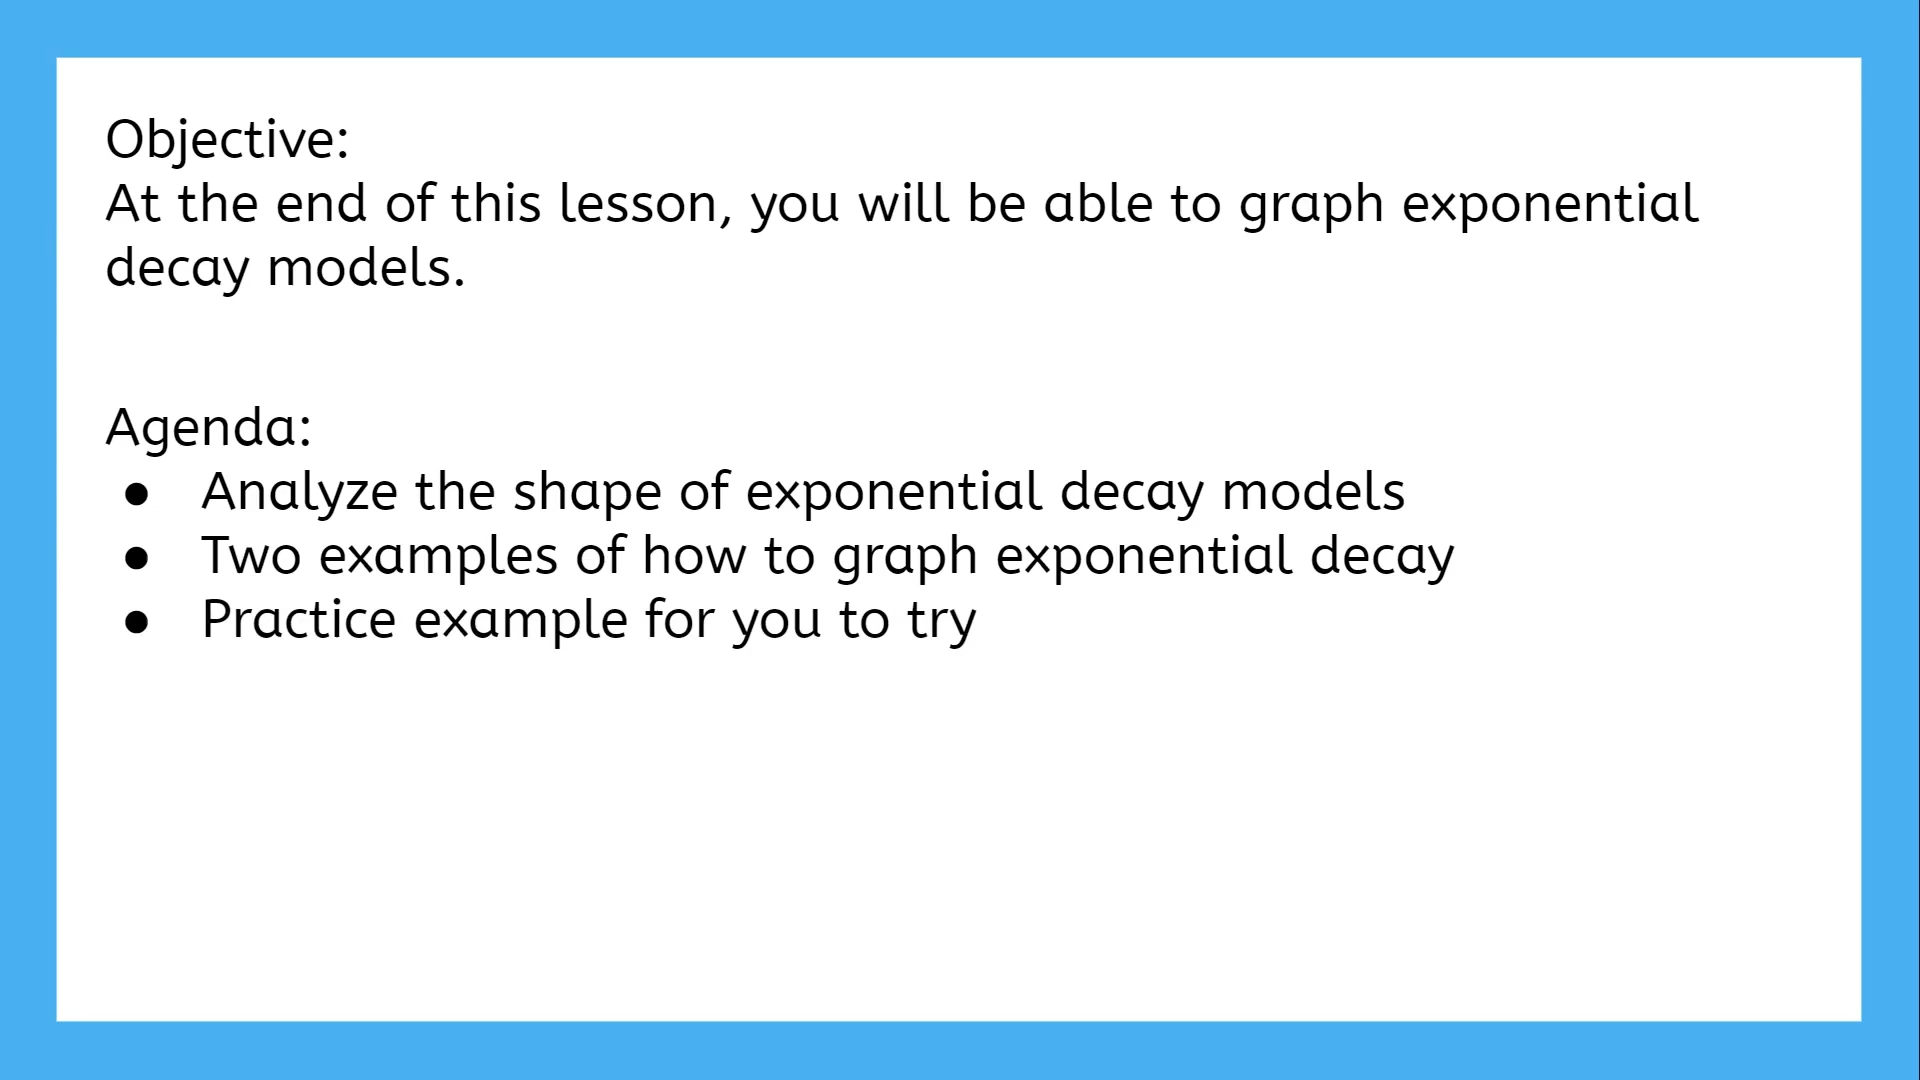 Objective:
At the end of this lesson, you will be able to graph exponential
decay models.
Agenda:
● Analyze the shape of exponential decay models
● Two examples of how to graph exponential decay
● Practice example for you to try